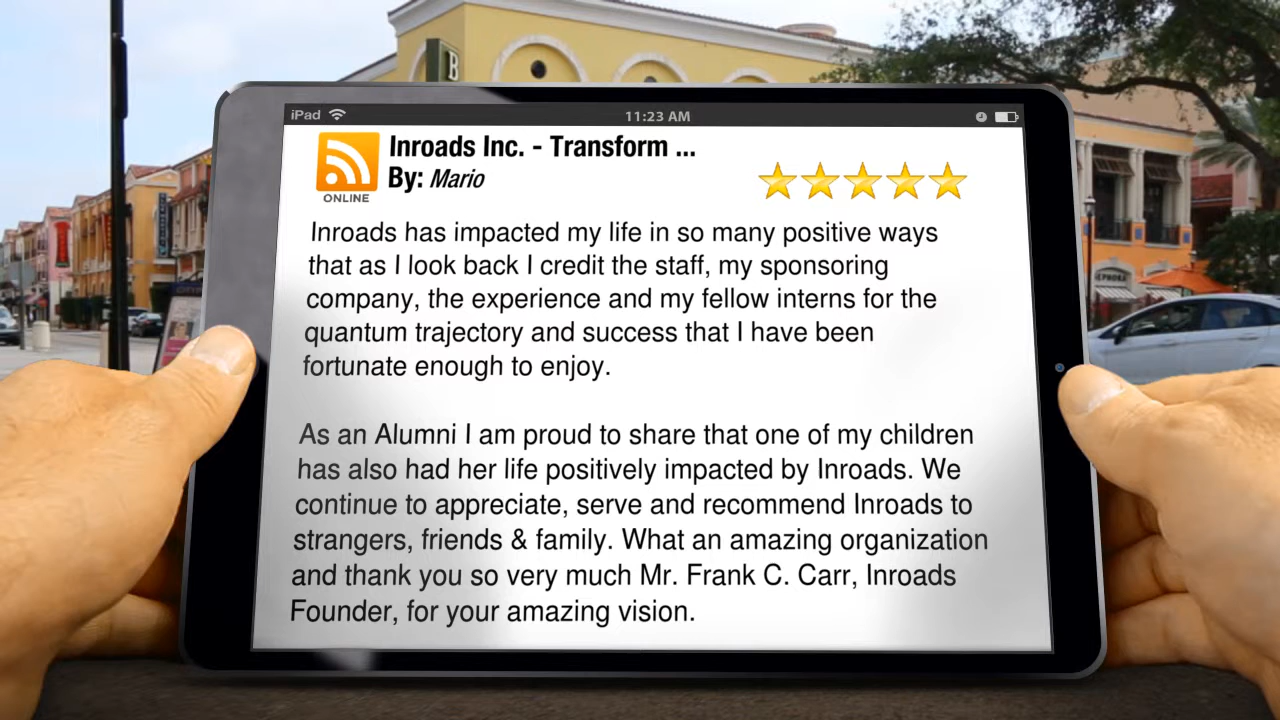 B
iPad 11:23 AM
Inroads Inc. - Transform ...
By: Mario
ONLINE
Inroads has impacted my life in so many positive ways
that as I look back I credit the staff, my sponsoring
company, the experience and my fellow interns for the
quantum trajectory and success that I have been
fortunate enough to enjoy.
As an Alumni I am proud to share that one of my children
has also had her life positively impacted by Inroads. We
continue to appreciate, serve and recommend Inroads to
strangers, friends & family. What an amazing organization
and thank you so very much Mr. Frank C. Carr, Inroads
Founder, for your amazing vision.
SEPHORA